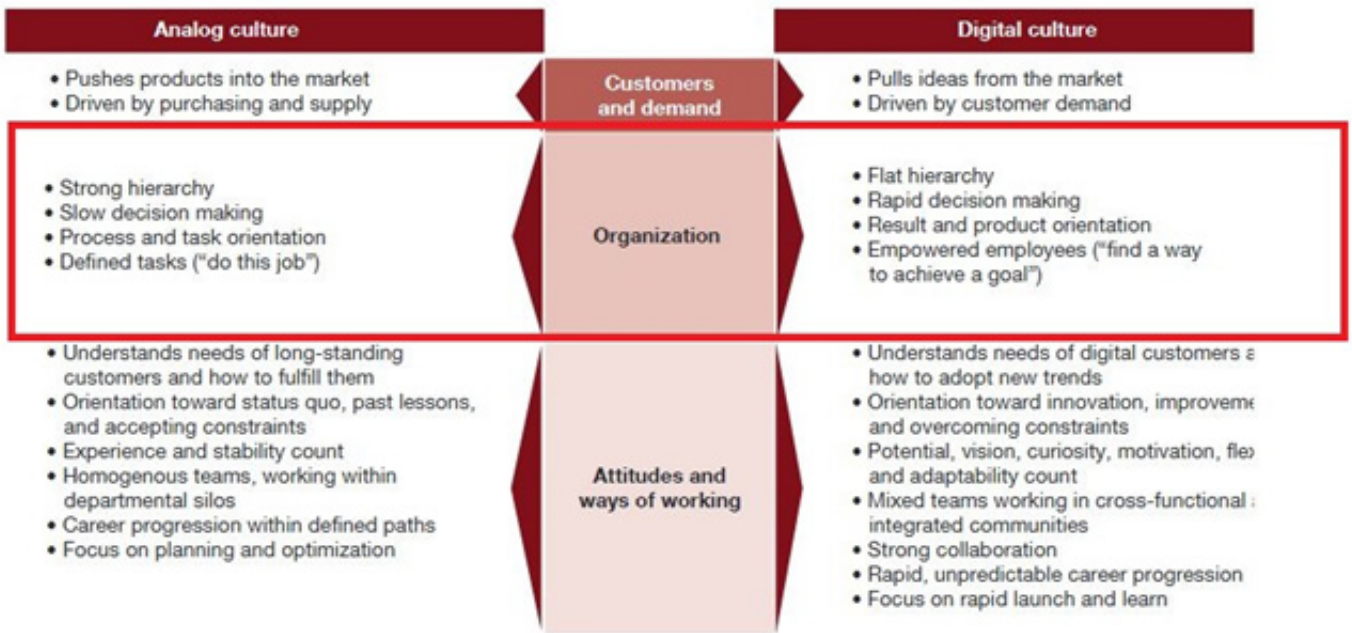 Analog culture
Digital culture
• Pushes products into the market
• Driven by purchasing and supply
Customers
and demand
• Pulls ideas from the market
• Driven by customer demand
• Strong hierarchy
• Slow decision making
• Process and task orientation
• Defined tasks (“do this job”)
Organization
• Flat hierarchy
• Rapid decision making
• Result and product orientation
• Empowered employees (“find a way
to achieve a goal”)
• Understands needs of long-standing
customers and how to fulfill them
• Orientation toward status quo, past lessons,
and accepting constraints
• Experience and stability count
• Homogenous teams, working within
departmental silos
• Career progression within defined paths
• Focus on planning and optimization
Attitudes and
ways of working
• Understands needs of digital customers
how to adopt new trends
• Orientation toward innovation,
and overcoming constraints
• Potential, vision, curiosity, motivation,
and adaptability count
• Mixed teams working in cross-functional
integrated communities
• Strong collaboration
• Rapid, unpredictable career progression
• Focus on rapid launch and learn